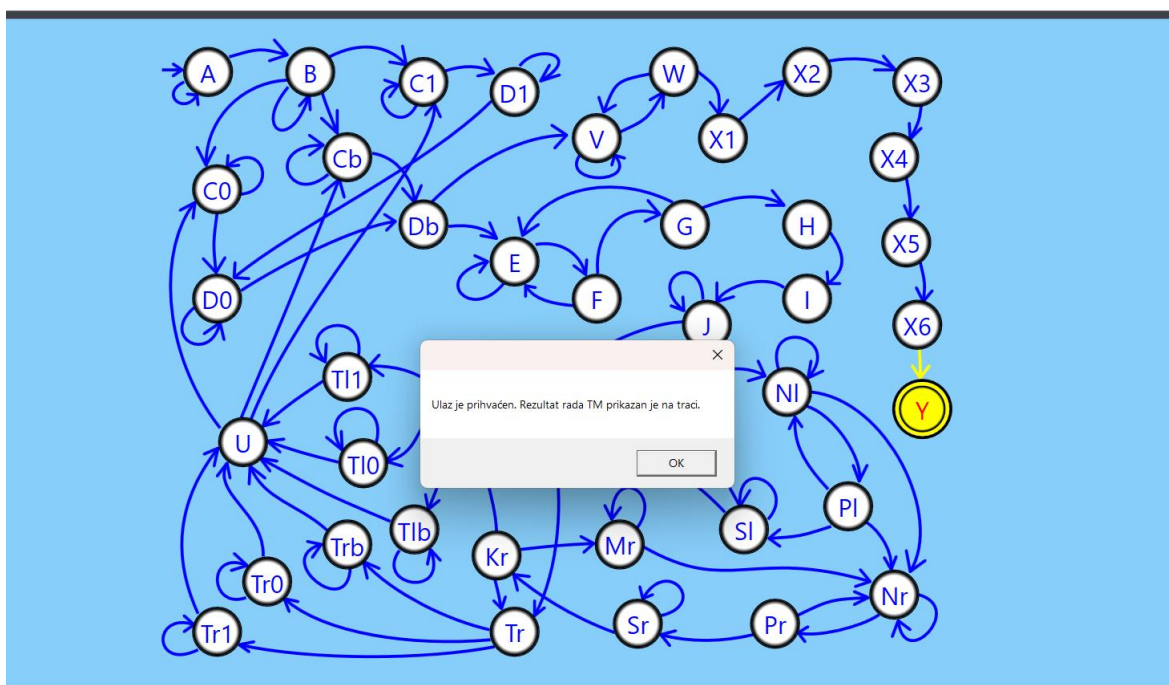 A
B
C1
D1
W
X2
X3
V
X1
Cb
X4
C0
Db
G
H
X5
E
D0
F
I
J
X6
Tl1
Nl
Y
Ulaz je prihvaćen. Rezultat rada TM prikazan je na traci.
OK
U
Tl0
Pl
Tlb
Sl
Trb
Kr
Mr
Tr0
Nr
Tr1
Tr
Sr
Pr